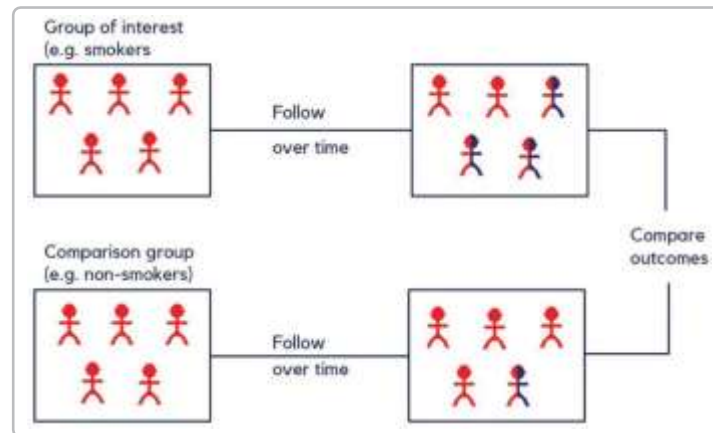 Group of interest
(e.g. smokers
Follow
over time
Comparison group
(e.g. non-smokers)
Follow
over time
Compare
outcomes